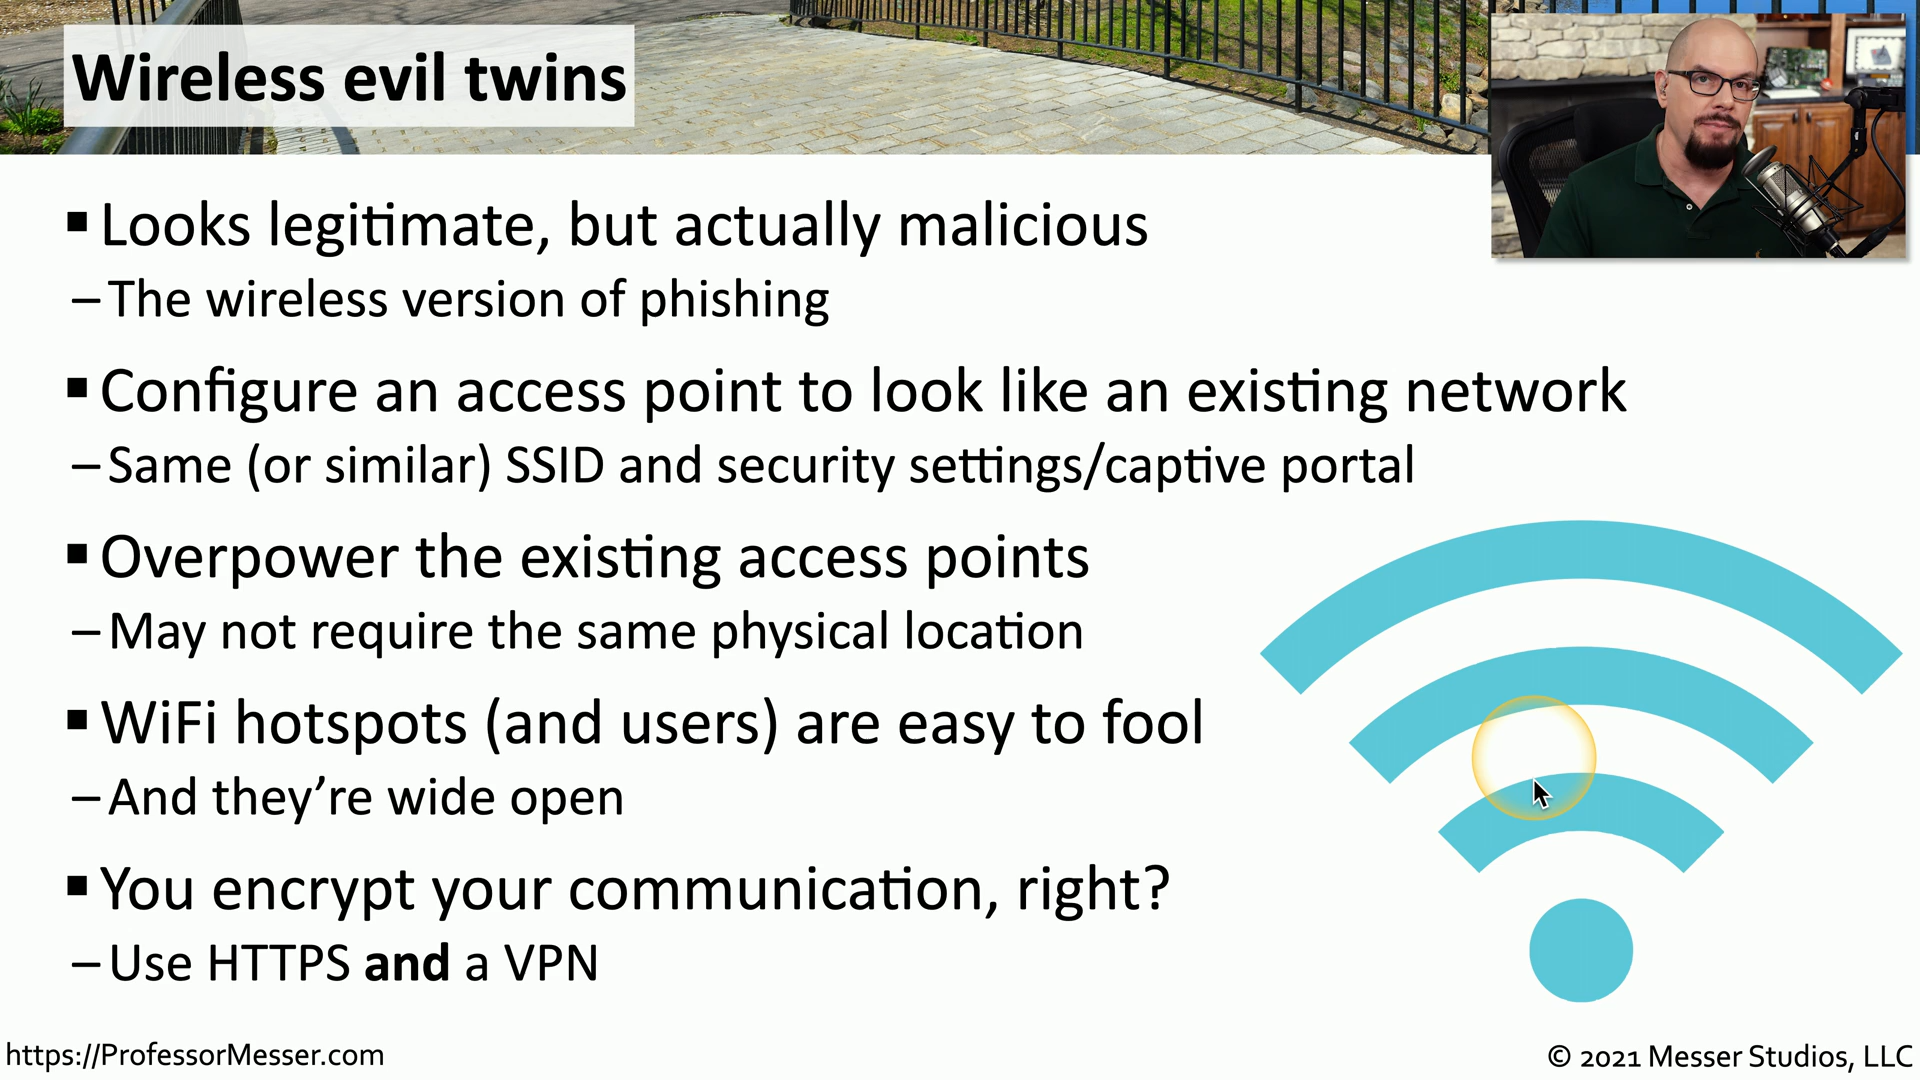 Wireless evil twins
▪ Looks legitimate, but actually malicious
– The wireless version of phishing
▪ Configure an access point to look like an existing network
– Same (or similar) SSID and security settings/captive portal
▪ Overpower the existing access points
– May not require the same physical location
▪ WiFi hotspots (and users) are easy to fool
– And they’re wide open
▪ You encrypt your communication, right?
– Use HTTPS and a VPN
https://ProfessorMesser.com
© 2021 Messer Studios, LLC